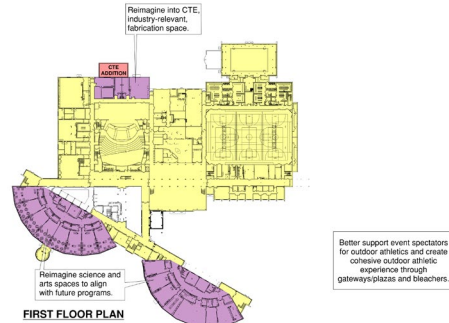 Reimagine into CTE,
industry-relevant,
fabrication space.
CTE
ADDITION
Reimagine science and
arts spaces to align
with future programs.
Better support event spectators
for outdoor athletics and create
cohesive outdoor athletic
experience through
gateways/plazas and bleachers.
FIRST FLOOR PLAN